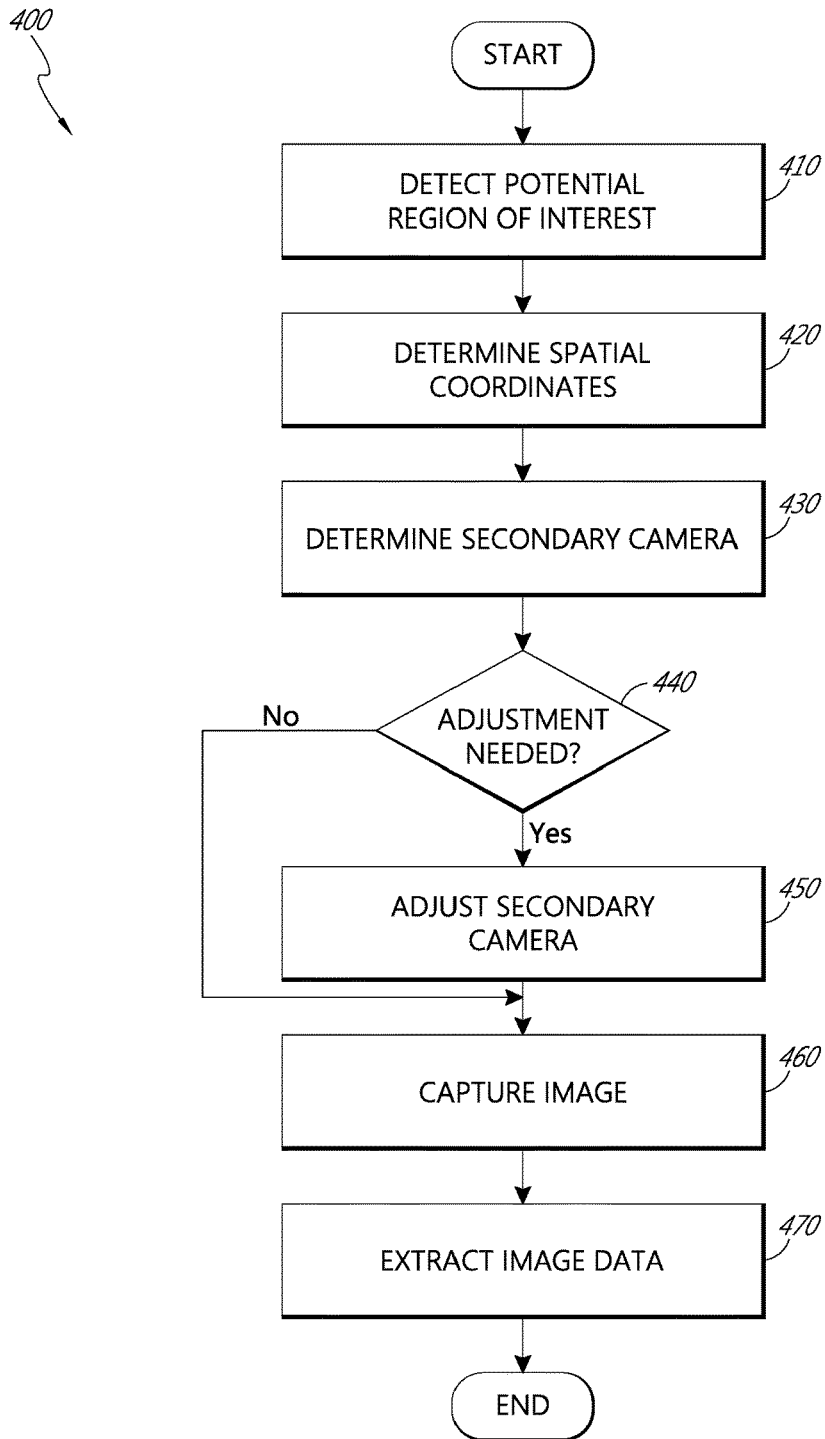 400
START
DETECT POTENTIAL
REGION OF INTEREST
410
DETERMINE SPATIAL
COORDINATES
420
DETERMINE SECONDARY CAMERA
430
ADJUSTMENT
NEEDED?
440
No
Yes
ADJUST SECONDARY
CAMERA
450
CAPTURE IMAGE
460
EXTRACT IMAGE DATA
470
END